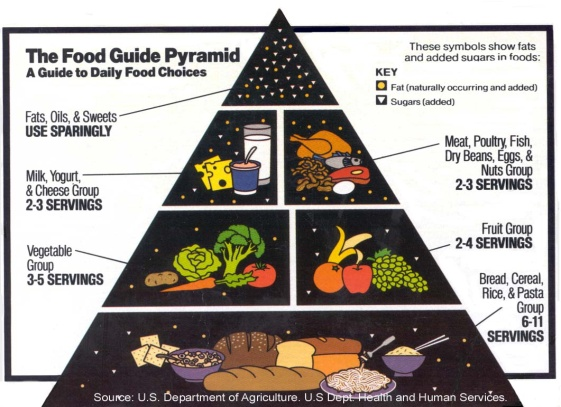 The Food Guide Pyramid
A Guide to Daily Food Choices
These symbols show fats
and added sugars in foods:
KEY
Fat (naturally occurring and added)
Sugars (added)
Fats, Oils, & Sweets
USE SPARINGLY
Milk, Yogurt,
& Cheese Group
2-3 SERVINGS
Meat, Poultry, Fish,
Dry Beans, Eggs, &
Nuts Group
2-3 SERVINGS
Vegetable
Group
3-5 SERVINGS
Fruit Group
2-4 SERVINGS
Bread, Cereal,
Rice, & Pasta
Group
6-11
SERVINGS
Source: U.S. Department of Agriculture. U.S Dept. Health and Human Services.